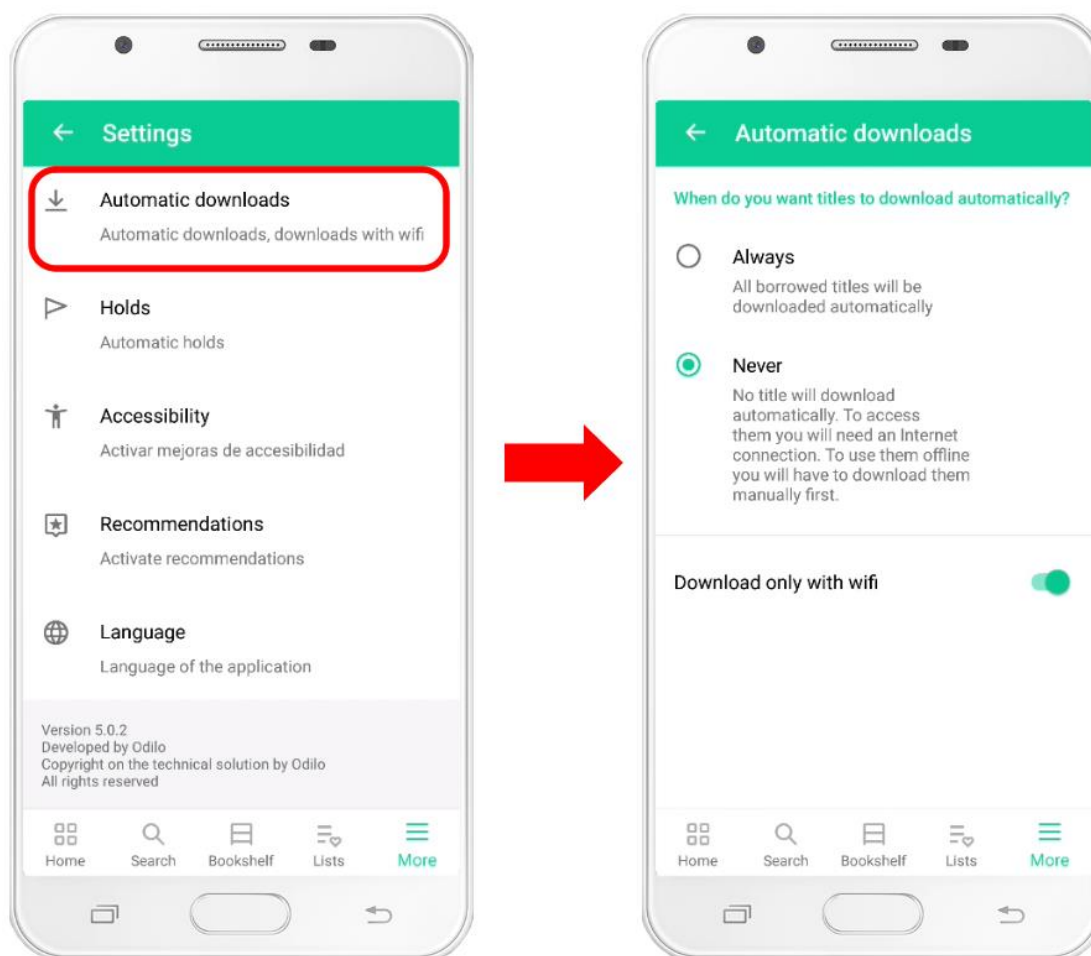 Settings
Automatic downloads
Automatic downloads, downloads with wifi
Holds
Automatic holds
Accessibility
Activar mejoras de accesibilidad
Recommendations
Activate recommendations
Language
Language of the application
Version 5.0.2
Developed by Odilo
Copyright on the technical solution by Odilo
All rights reserved
Home Search Bookshelf Lists More
Automatic downloads
When do you want titles to download automatically?
Always
All borrowed titles will be
downloaded automatically
Never
No title will download
automatically. To access
them you will need an Internet
connection. To use them offline
you will have to download them
manually first.
Download only with wifi
Home Search Bookshelf Lists More